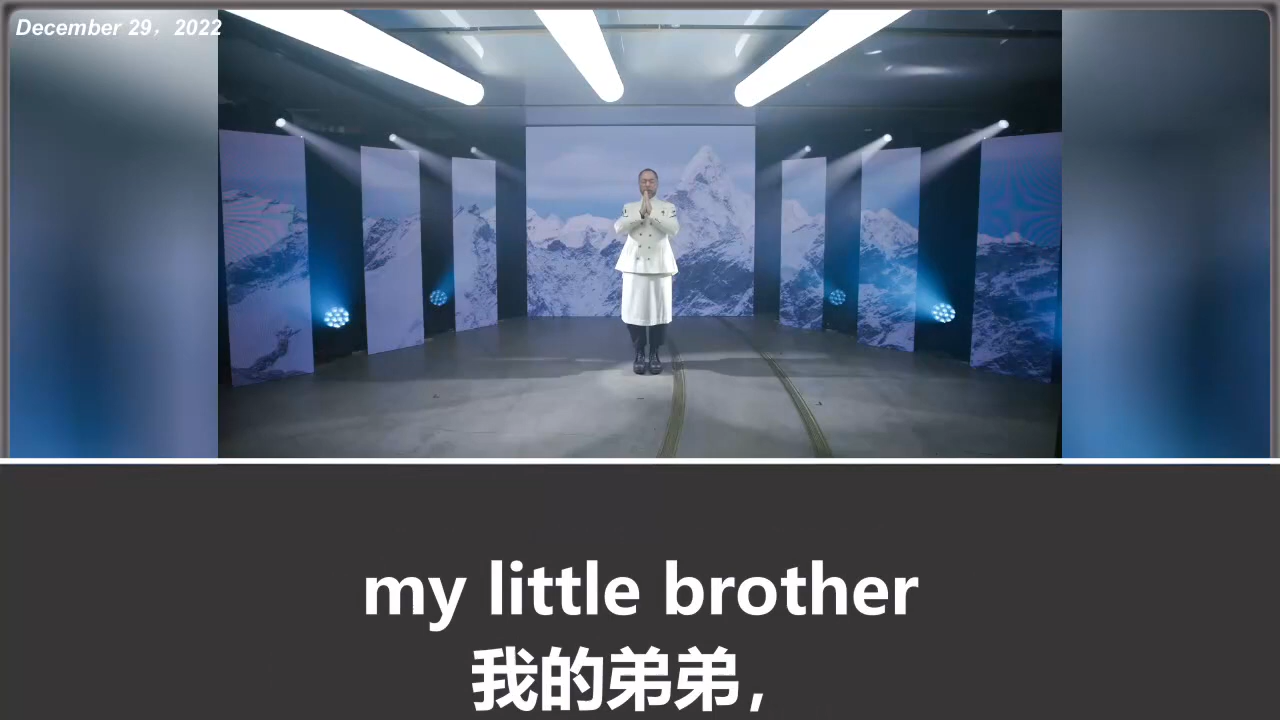 December 29，2022
my little brother
我的弟弟，